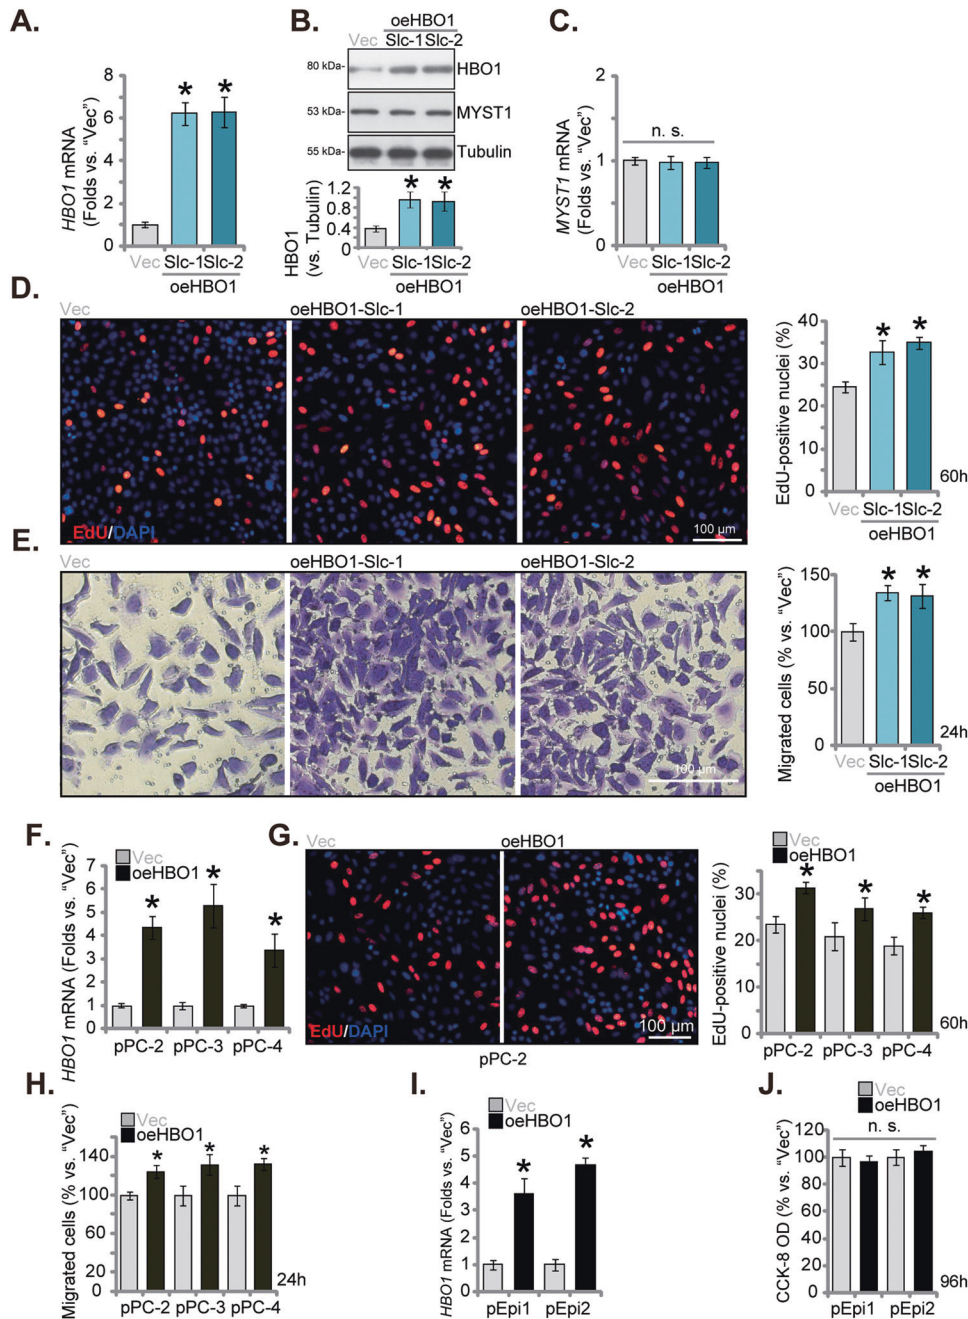 A.
HBO1 mRNA
(Folds vs. “Vec”)
8
6
4
2
0
Vec
Slc-1
Slc-2
oeHBO1
B.
oeHBO1
Vec
Slc-1
Slc-2
80 kDa-
HBO1
53 kDa-
MYST1
55 kDa-
Tubulin
HBO1
(vs. Tubulin)
1.2
0.8
0.4
0
* *
Vec
Slc-1
Slc-2
oeHBO1
C.
MYST1 mRNA
(Folds vs. “Vec”)
2
1
0
n. s.
Vec
Slc-1
Slc-2
oeHBO1
D.
Vec
oeHBO1-Slc-1
oeHBO1-Slc-2
EdU/DAPI
100 µm
EdU-positive nuclei (%)
40
30
20
10
0
* *
60h
Vec
Slc-1
Slc-2
oeHBO1
E.
Vec
oeHBO1-Slc-1
oeHBO1-Slc-2
100 µm
Migrated cells (% vs. “Vec”)
150
100
50
0
* *
24h
Vec
Slc-1
Slc-2
oeHBO1
F.
Vec
oeHBO1
HBO1 mRNA (Folds vs. “Vec”)
7
6
5
4
3
2
1
0
* * *
pPC-2 pPC-3 pPC-4
G.
Vec
oeHBO1
EdU/DAPI
100 µm
pPC-2
Vec
oeHBO1
EdU-positive nuclei (%)
30
20
10
0
* * *
60h
pPC-2 pPC-3 pPC-4
H.
Vec
oeHBO1
Migrated cells (% vs. “Vec”)
140
100
60
20
0
* * *
24h
pPC-2 pPC-3 pPC-4
I.
Vec
oeHBO1
HBO1 mRNA (Folds vs. “Vec”)
6
5
4
3
2
1
0
* *
pEpi1 pEpi2
J.
Vec
oeHBO1
n. s.
CCK-8 OD (% vs. “Vec”)
120
100
80
60
40
20
0
96h
pEpi1 pEpi2